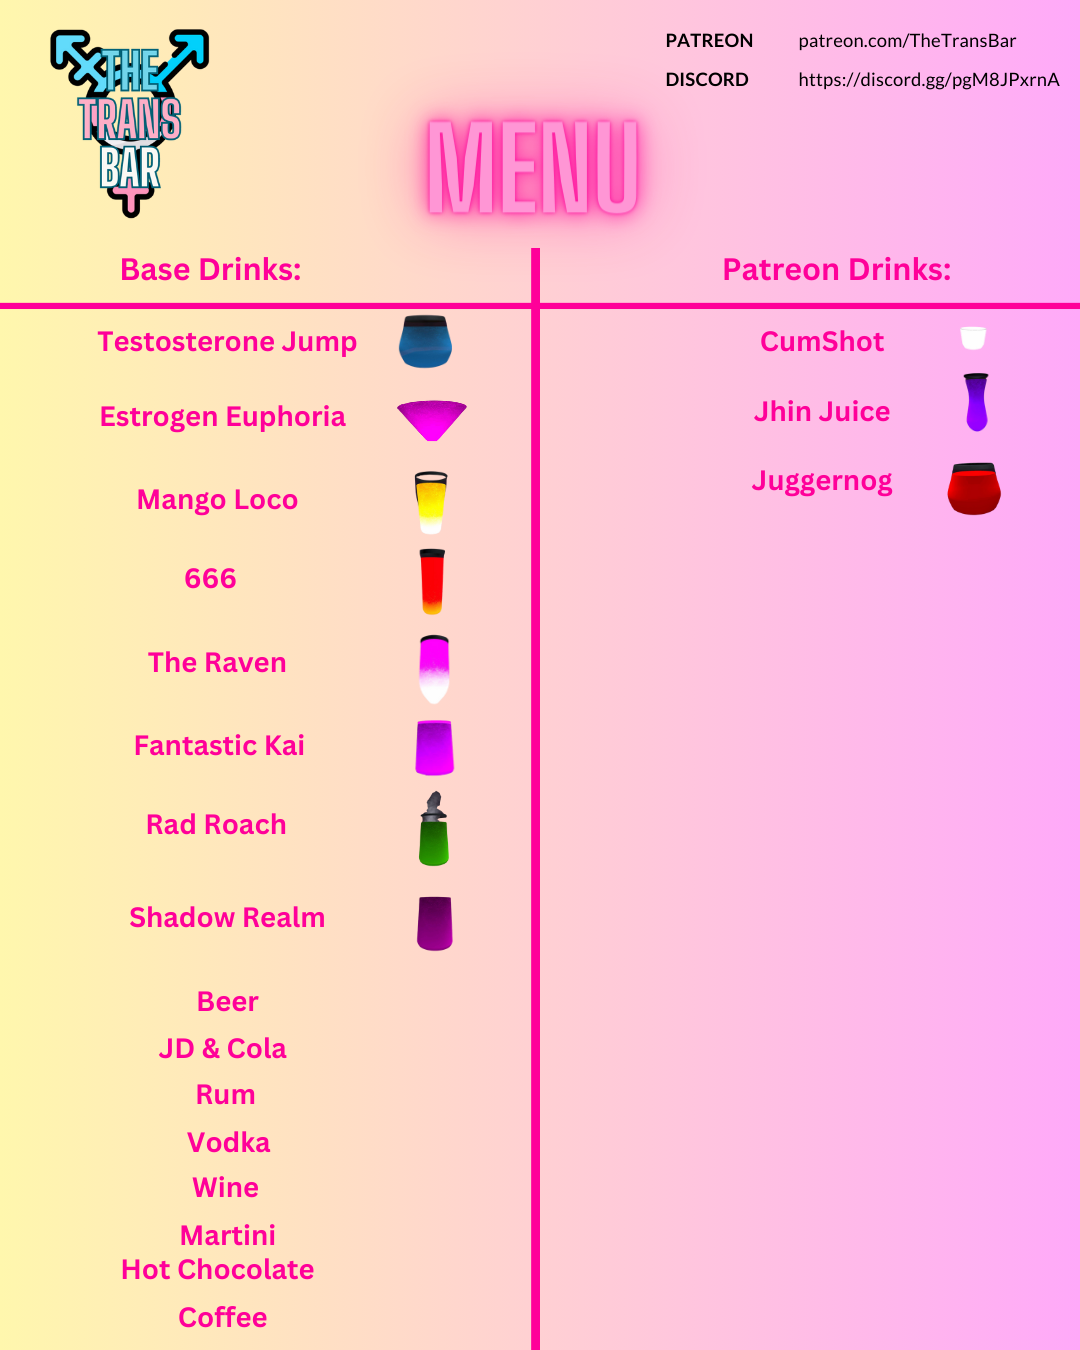 THE
TRANS
BAR
PATREON patreon.com/TheTransBar
DISCORD https://discord.gg/pgM8JPxrnA
MENU
Base Drinks:
Testosterone Jump
Estrogen Euphoria
Mango Loco
666
The Raven
Fantastic Kai
Rad Roach
Shadow Realm
Beer
JD & Cola
Rum
Vodka
Wine
Martini
Hot Chocolate
Coffee
Patreon Drinks:
CumShot
Jhin Juice
Juggernog